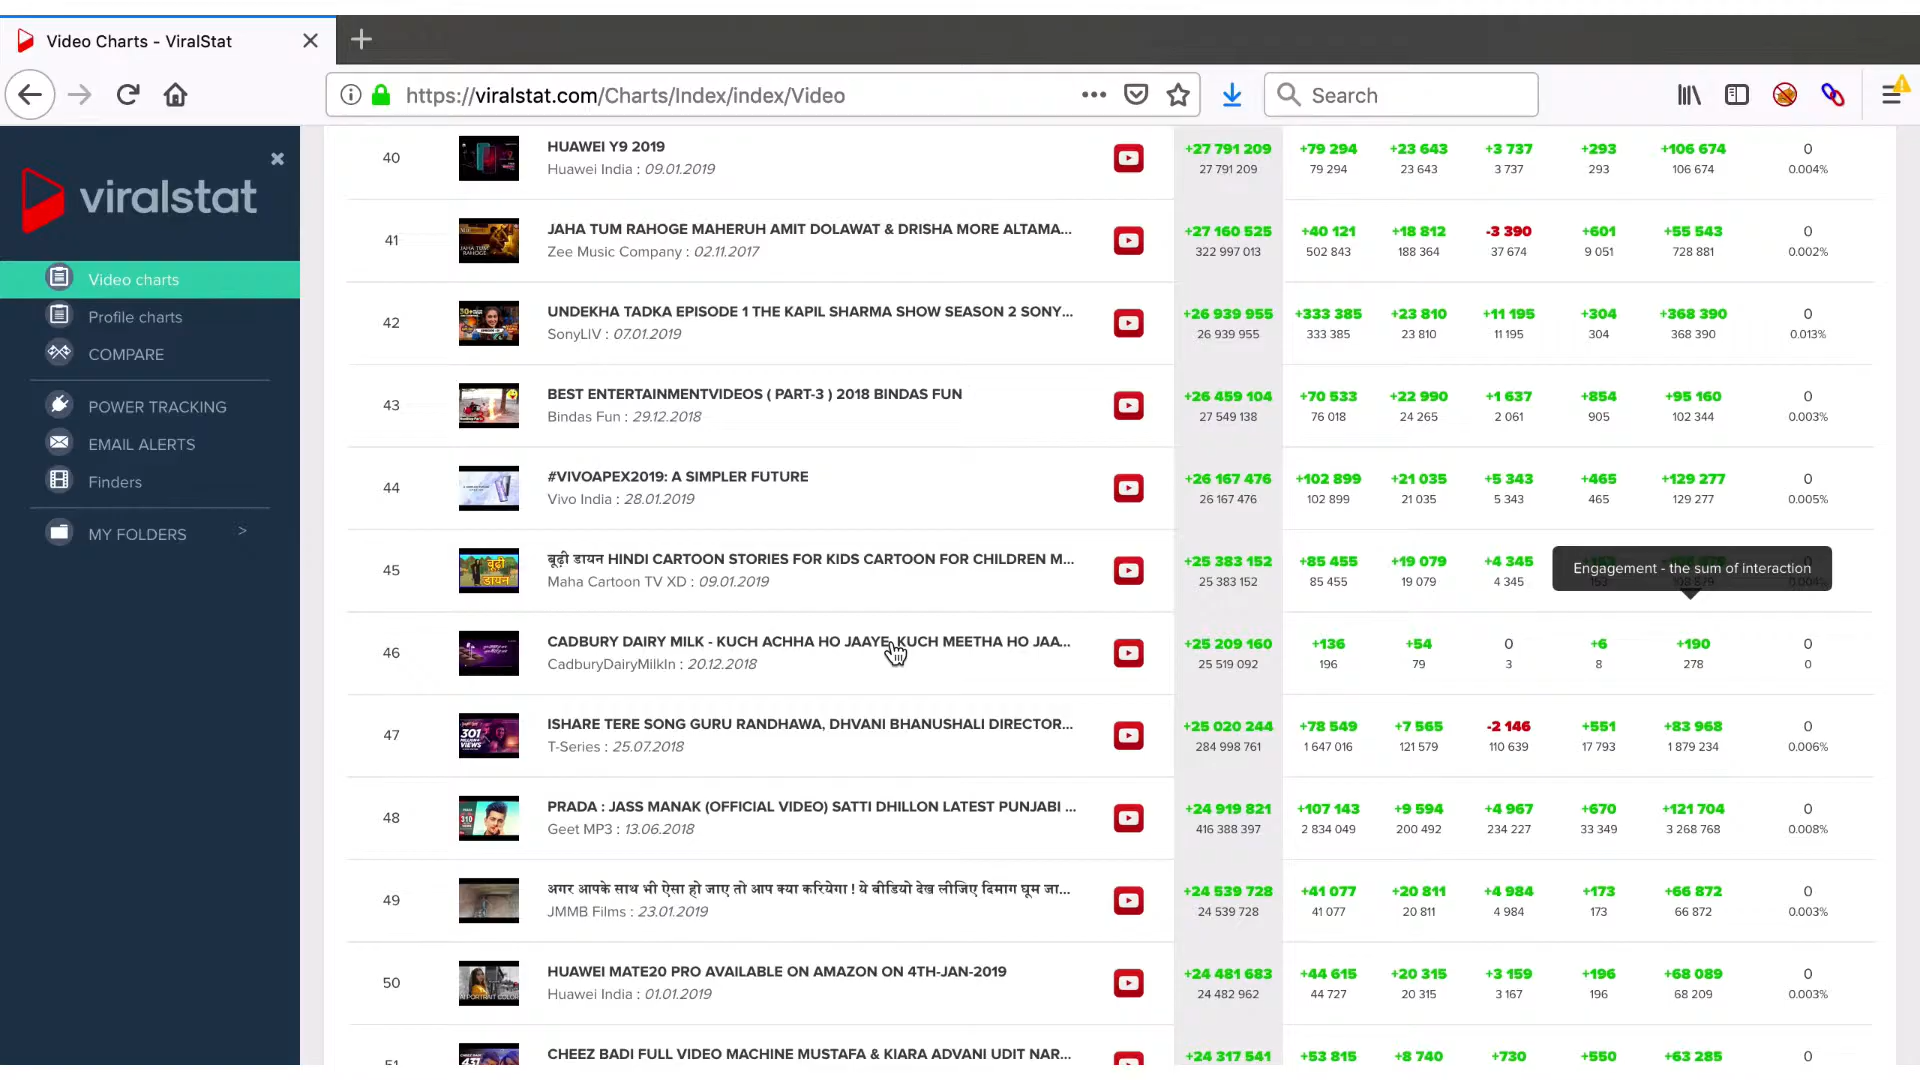 Video Charts - ViralStat
https://viralstat.com/Charts/Index/index/Video
Search
viralstat
Video charts
Profile charts
COMPARE
POWER TRACKING
EMAIL ALERTS
Finders
MY FOLDERS >
40 HUAWEI Y9 2019 +27 791 209 +79 294 +23 643 +3 737 +293 +106 674 0
Huawei India : 09.01.2019 27 791 209 79 294 23 643 3 737 293 106 674 0.004%
41 JAHA TUM RAHOGE MAHERUH AMIT DOLAWAT & DRISHA MORE ALTAMA... +27 160 525 +40 121 +18 812 -3 390 +601 +55 543 0
Zee Music Company : 02.11.2017 322 997 013 502 843 188 364 37 674 9 051 728 881 0.002%
42 UNDEKHA TADKA EPISODE 1 THE KAPIL SHARMA SHOW SEASON 2 SONY... +26 939 955 +333 385 +23 810 +11 195 +304 +368 390 0
SonyLIV : 07.01.2019 26 939 955 333 385 23 810 11 195 304 368 390 0.013%
43 BEST ENTERTAINMENTVIDEOS ( PART-3 ) 2018 BINDAS FUN +26 459 104 +70 533 +22 990 +1 637 +854 +95 160 0
Bindas Fun : 29.12.2018 27 549 138 76 018 24 265 2 061 905 102 344 0.003%
44 #VIVOAPEX2019: A SIMPLER FUTURE +26 167 476 +102 899 +21 035 +5 343 +465 +129 277 0
Vivo India : 28.01.2019 26 167 476 102 899 21 035 5 343 465 129 277 0.005%
45 बूढ़ी डायन HINDI CARTOON STORIES FOR KIDS CARTOON FOR CHILDREN M... +25 383 152 +85 455 +19 079 +4 345
Maha Cartoon TV XD : 09.01.2019 25 383 152 85 455 19 079 4 345
Engagement - the sum of interaction
46 CADBURY DAIRY MILK - KUCH ACHHA HO JAAYE, KUCH MEETHA HO JAA... +25 209 160 +136 +54 0 +6 +190 0
CadburyDairyMilkIn : 20.12.2018 25 519 092 196 79 3 8 278 0
47 ISHARE TERE SONG GURU RANDHAWA, DHVANI BHANUSHALI DIRECTOR... +25 020 244 +78 549 +7 565 -2 146 +551 +83 968 0
T-Series : 25.07.2018 284 998 761 1 647 016 121 579 110 639 17 793 1 879 234 0.006%
48 PRADA : JASS MANAK (OFFICIAL VIDEO) SATTI DHILLON LATEST PUNJABI ... +24 919 821 +107 143 +9 594 +4 967 +670 +121 704 0
Geet MP3 : 13.06.2018 416 388 397 2 834 049 200 492 234 227 33 349 3 268 768 0.008%
49 अगर आपके साथ भी ऐसा हो जाए तो आप क्या करियेगा ! ये वीडियो देख लीजिए दिमाग घूम जा... +24 539 728 +41 077 +20 811 +4 984 +173 +66 872 0
JMMB Films : 23.01.2019 24 539 728 41 077 20 811 4 984 173 66 872 0.003%
50 HUAWEI MATE20 PRO AVAILABLE ON AMAZON ON 4TH-JAN-2019 +24 481 683 +44 615 +20 315 +3 159 +196 +68 089 0
Huawei India : 01.01.2019 24 482 962 44 727 20 315 3 167 196 68 209 0.003%
51 CHEEZ BADI FULL VIDEO MACHINE MUSTAFA & KIARA ADVANI UDIT NAR... +24 317 541 +53 815 +8 740 +730 +550 +63 285 0